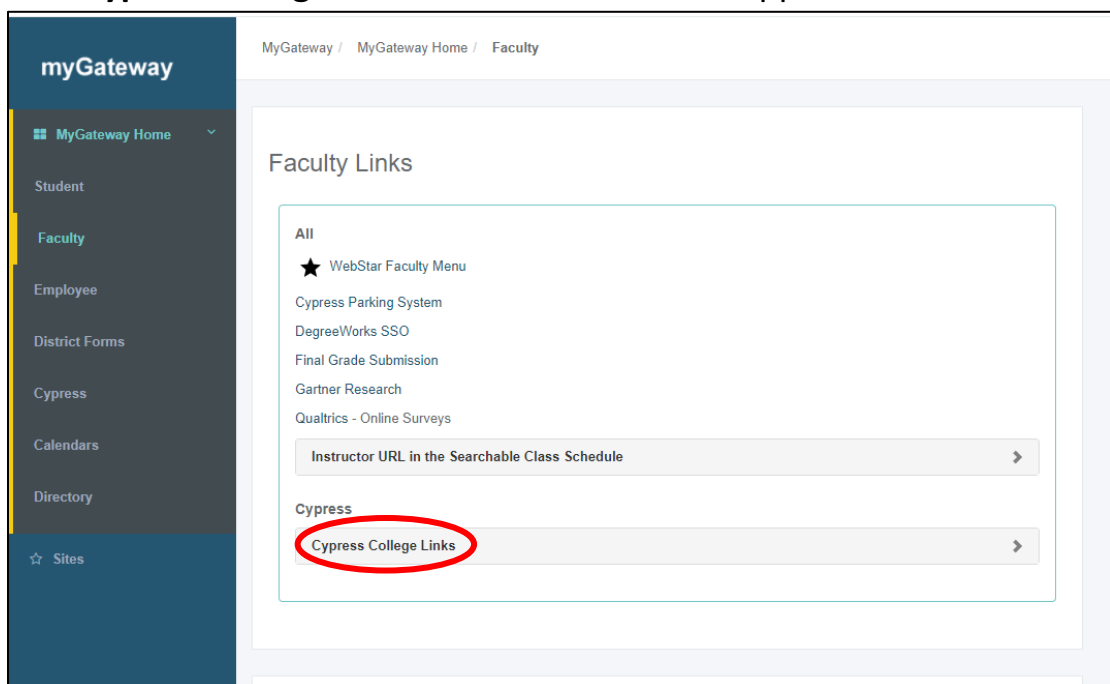 MyGateway / MyGateway Home / Faculty
myGateway
MyGateway Home
Student
Faculty
Employee
District Forms
Cypress
Calendars
Directory
Sites
Faculty Links
All
WebStar Faculty Menu
Cypress Parking System
DegreeWorks SSO
Final Grade Submission
Gartner Research
Qualtrics - Online Surveys
Instructor URL in the Searchable Class Schedule
Cypress
Cypress College Links